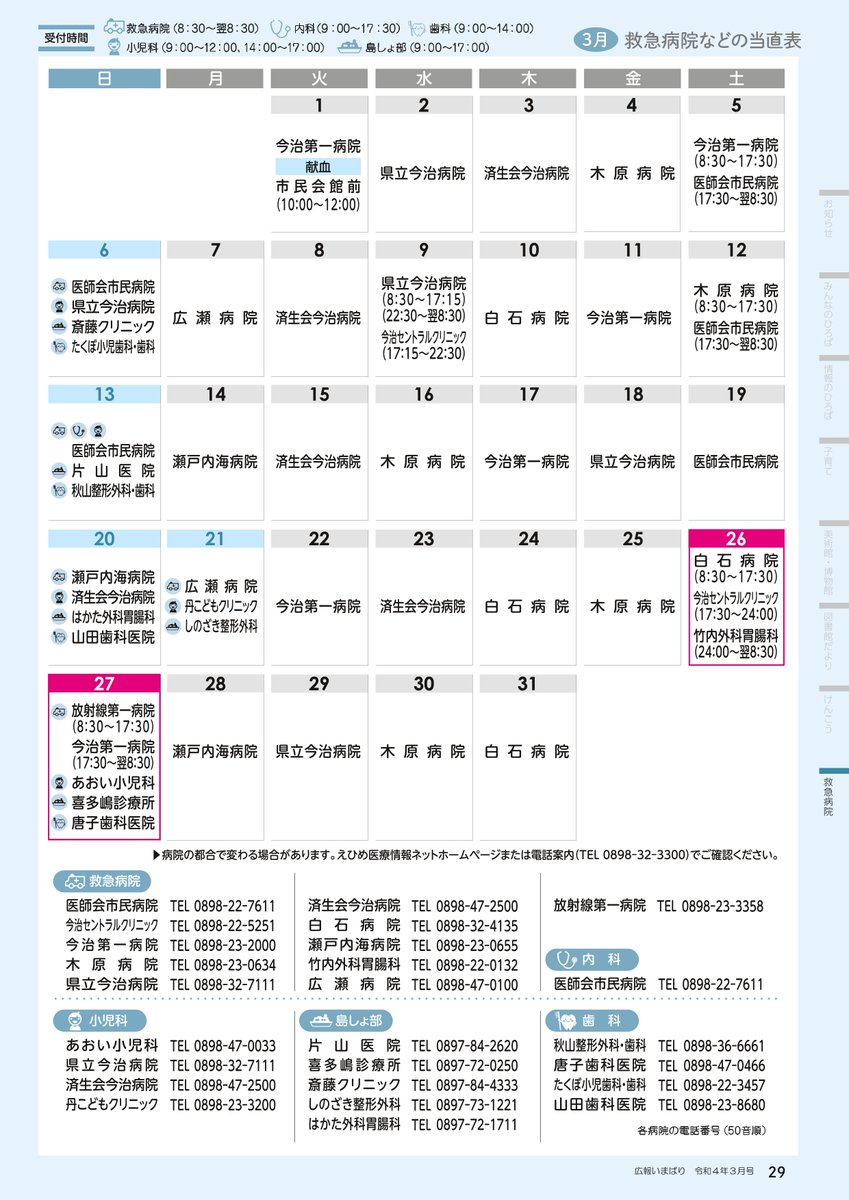 受付時間
救急病院（8：30～翌8：30） 内科（9：00～17：30） 歯科（9：00～14：00）
小児科（9：00～12：00、14：00～17：00） 島しょ部（9：00～17：00）
3月 救急病院などの当直表
日 月 火 水 木 金 土
1
今治第一病院
献血
市民会館前
(10:00～12:00)
2
県立今治病院
3
済生会今治病院
4
木原病院
5
今治第一病院
(8:30～17:30)
医師会市民病院
(17:30～翌8:30)
6
医師会市民病院
県立今治病院
斎藤クリニック
たくぼ小児歯科・歯科
7
広瀬病院
8
済生会今治病院
9
県立今治病院
(8:30～17:15)
(22:30～翌8:30)
今治セントラルクリニック
(17:15～22:30)
10
白石病院
11
今治第一病院
12
木原病院
(8:30～17:30)
医師会市民病院
(17:30～翌8:30)
13
医師会市民病院
片山医院
秋山整形外科・歯科
14
瀬戸内海病院
15
済生会今治病院
16
木原病院
17
今治第一病院
18
県立今治病院
19
医師会市民病院
20
瀬戸内海病院
済生会今治病院
はかた外科胃腸科
山田歯科医院
21
広瀬病院
丹こどもクリニック
しのざき整形外科
22
今治第一病院
23
済生会今治病院
24
白石病院
25
木原病院
26
白石病院
(8:30～17:30)
今治セントラルクリニック
(17:30～24:00)
竹内外科胃腸科
(24:00～翌8:30)
27
放射線第一病院
(8:30～17:30)
今治第一病院
(17:30～翌8:30)
あおい小児科
喜多嶋診療所
唐子歯科医院
28
瀬戸内海病院
29
県立今治病院
30
木原病院
31
白石病院
▶病院の都合で変わる場合があります。えひめ医療情報ネットホームページまたは電話案内（TEL 0898-32-3300）でご確認ください。
救急病院
医師会市民病院 TEL 0898-22-7611
今治セントラルクリニック TEL 0898-22-5251
今治第一病院 TEL 0898-23-2000
木原病院 TEL 0898-23-0634
県立今治病院 TEL 0898-32-7111
済生会今治病院 TEL 0898-47-2500
白石病院 TEL 0898-32-4135
瀬戸内海病院 TEL 0898-23-0655
竹内外科胃腸科 TEL 0898-22-0132
広瀬病院 TEL 0898-47-0100
放射線第一病院 TEL 0898-23-3358
内科
医師会市民病院 TEL 0898-22-7611
小児科
あおい小児科 TEL 0898-47-0033
県立今治病院 TEL 0898-32-7111
済生会今治病院 TEL 0898-47-2500
丹こどもクリニック TEL 0898-23-3200
島しょ部
片山医院 TEL 0897-84-2620
喜多嶋診療所 TEL 0897-72-0250
斎藤クリニック TEL 0897-84-4333
しのざき整形外科 TEL 0897-73-1221
はかた外科胃腸科 TEL 0897-72-1711
歯科
秋山整形外科・歯科 TEL 0898-36-6661
唐子歯科医院 TEL 0898-47-0466
たくぼ小児歯科・歯科 TEL 0898-22-3457
山田歯科医院 TEL 0898-23-8680
各病院の電話番号（50音順）
お知らせ
みんなのひろば
情報のひろば
子育て
美術館・博物館
図書館だより
けんこう
救急病院
広報いまばり 令和4年3月号 29